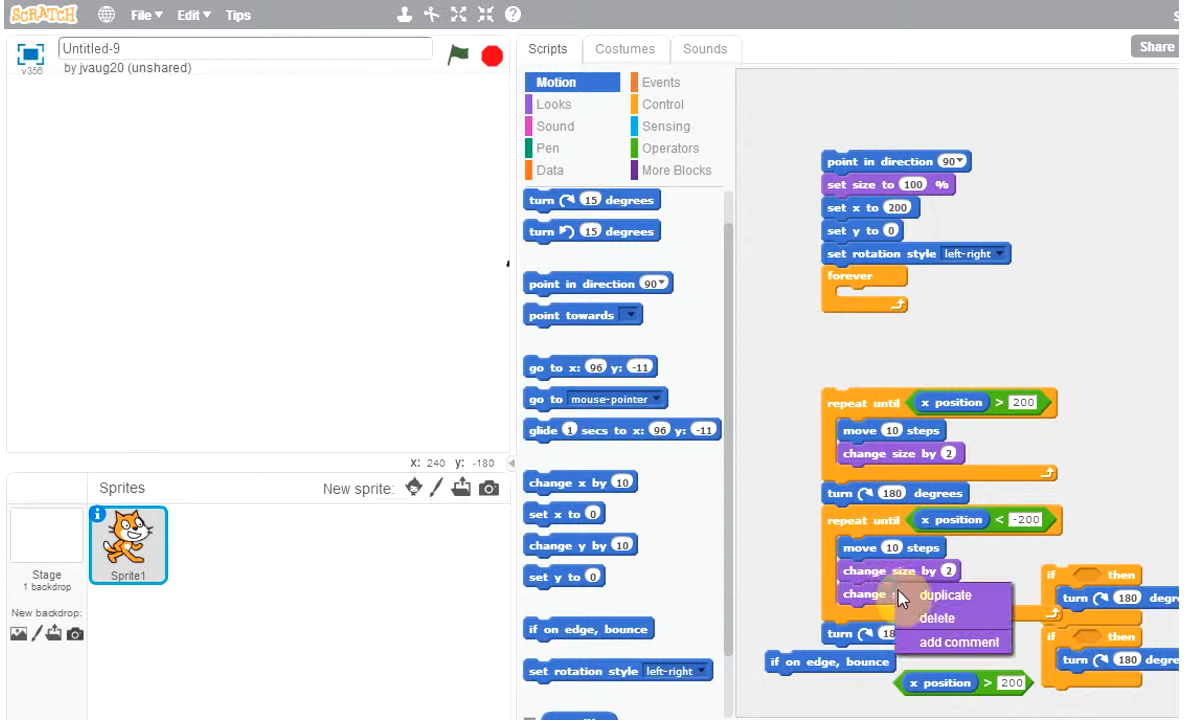 SCRATCH File Edit Tips S
Untitled-9
by jvaug20 (unshared)
v356
Scripts Costumes Sounds
Share
Motion Events
Looks Control
Sound Sensing
Pen Operators
Data More Blocks
turn 15 degrees
turn 15 degrees
point in direction 90
point towards
go to x: 96 y: -11
go to mouse-pointer
glide 1 secs to x: 96 y: -11
change x by 10
set x to 0
change y by 10
set y to 0
if on edge, bounce
set rotation style left-right
point in direction 90
set size to 100 %
set x to 200
set y to 0
set rotation style left-right
forever
repeat until x position > 200
move 10 steps
change size by 2
turn 180 degrees
repeat until x position < -200
move 10 steps
change size by 2
change
duplicate
delete
add comment
turn 18
if on edge, bounce
x position > 200
if then
turn 180 degre
if then
turn 180 degre
x: 240 y: -180
Sprites New sprite:
Sprite1
Stage
1 backdrop
New backdrop: